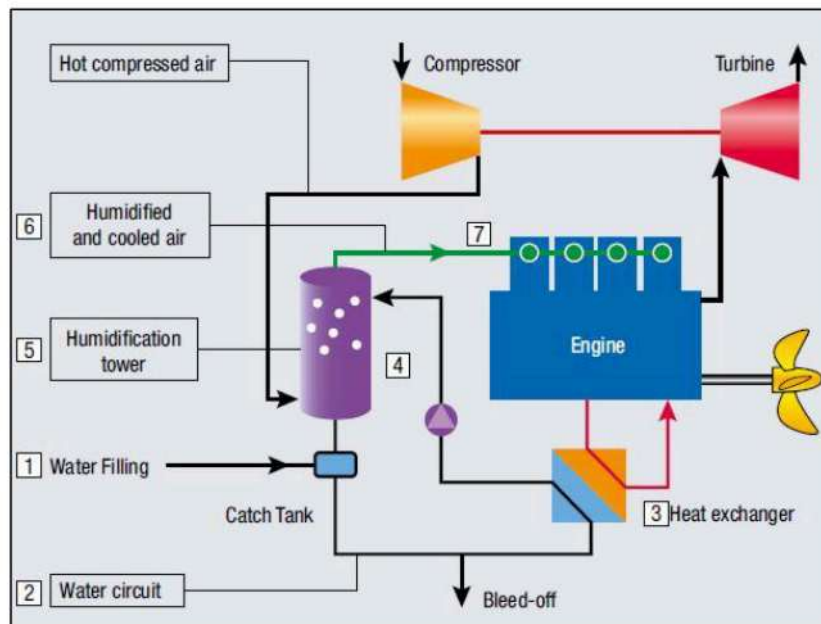 Hot compressed air
Compressor
Turbine
6 Humidified
and cooled air
7
5 Humidification
tower
4
Engine
1 Water Filling
Catch Tank
3 Heat exchanger
2 Water circuit
Bleed-off